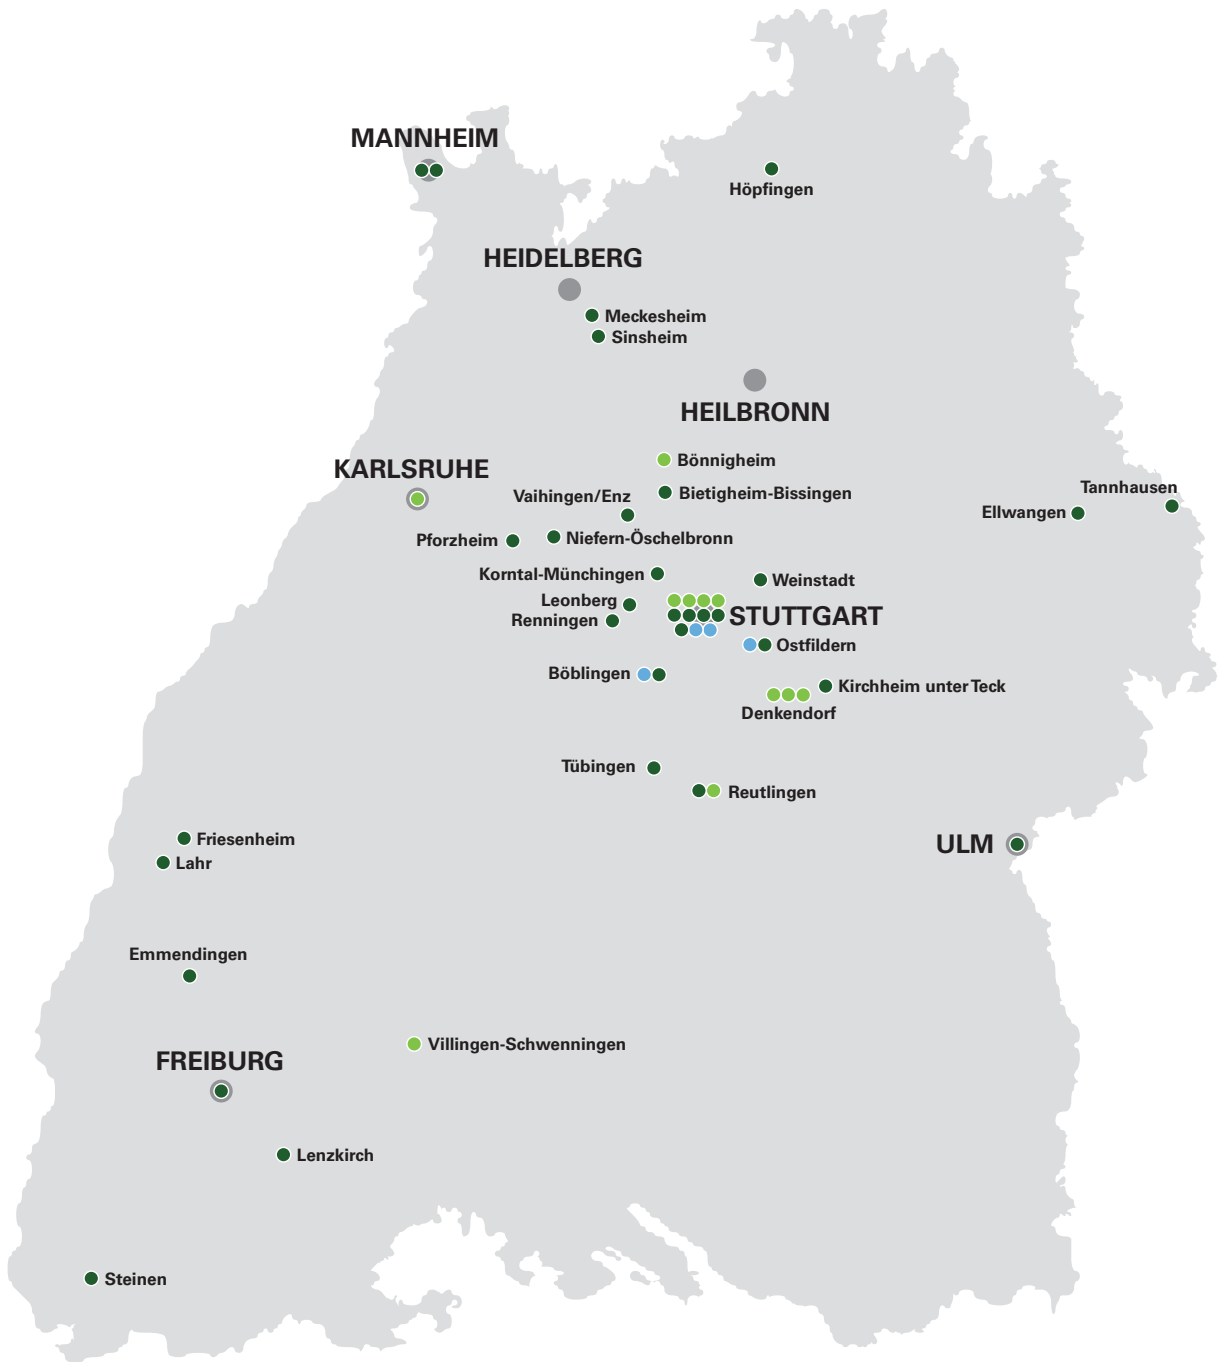 MANNHEIM
Höpfingen
HEIDELBERG
Meckesheim
Sinsheim
HEILBRONN
KARLSRUHE
Bönnigheim
Tannhausen
Vaihingen/Enz
Bietigheim-Bissingen
Ellwangen
Pforzheim
Niefern-Öschelbronn
Korntal-Münchingen
Weinstadt
Leonberg
STUTTGART
Renningen
Ostfildern
Böblingen
Kirchheim unter Teck
Denkendorf
Tübingen
Reutlingen
Friesenheim
ULM
Lahr
Emmendingen
Villingen-Schwenningen
FREIBURG
Lenzkirch
Steinen